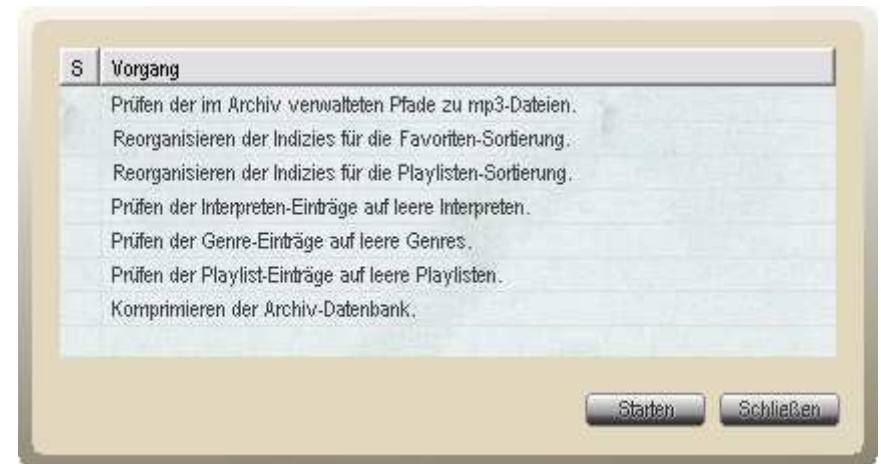 S Vorgang
Prüfen der im Archiv verwalteten Pfade zu mp3-Dateien.
Reorganisieren der Indizies für die Favoriten-Sortierung.
Reorganisieren der Indizies für die Playlisten-Sortierung.
Prüfen der Interpreten-Einträge auf leere Interpreten.
Prüfen der Genre-Einträge auf leere Genres.
Prüfen der Playlist-Einträge auf leere Playlisten.
Komprimieren der Archiv-Datenbank.
Starten Schließen